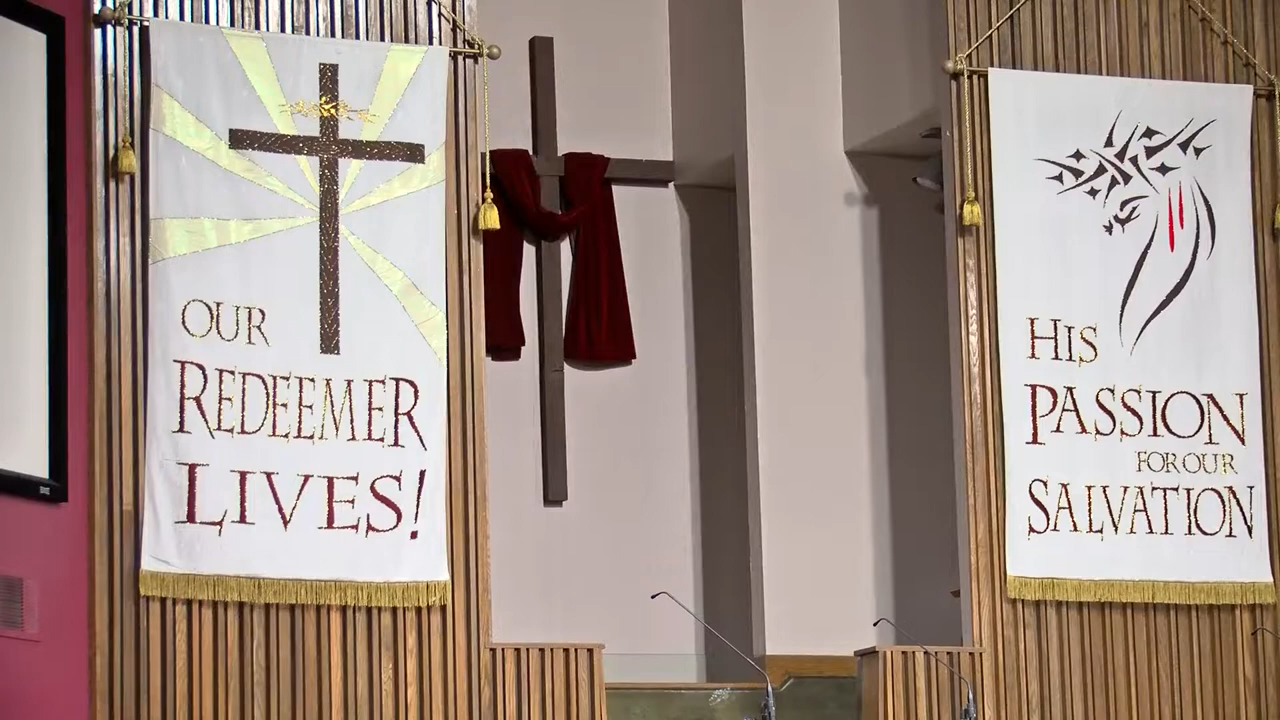 OUR
REDEEMER
LIVES!
HIS
PASSION
FOR OUR
SALVATION